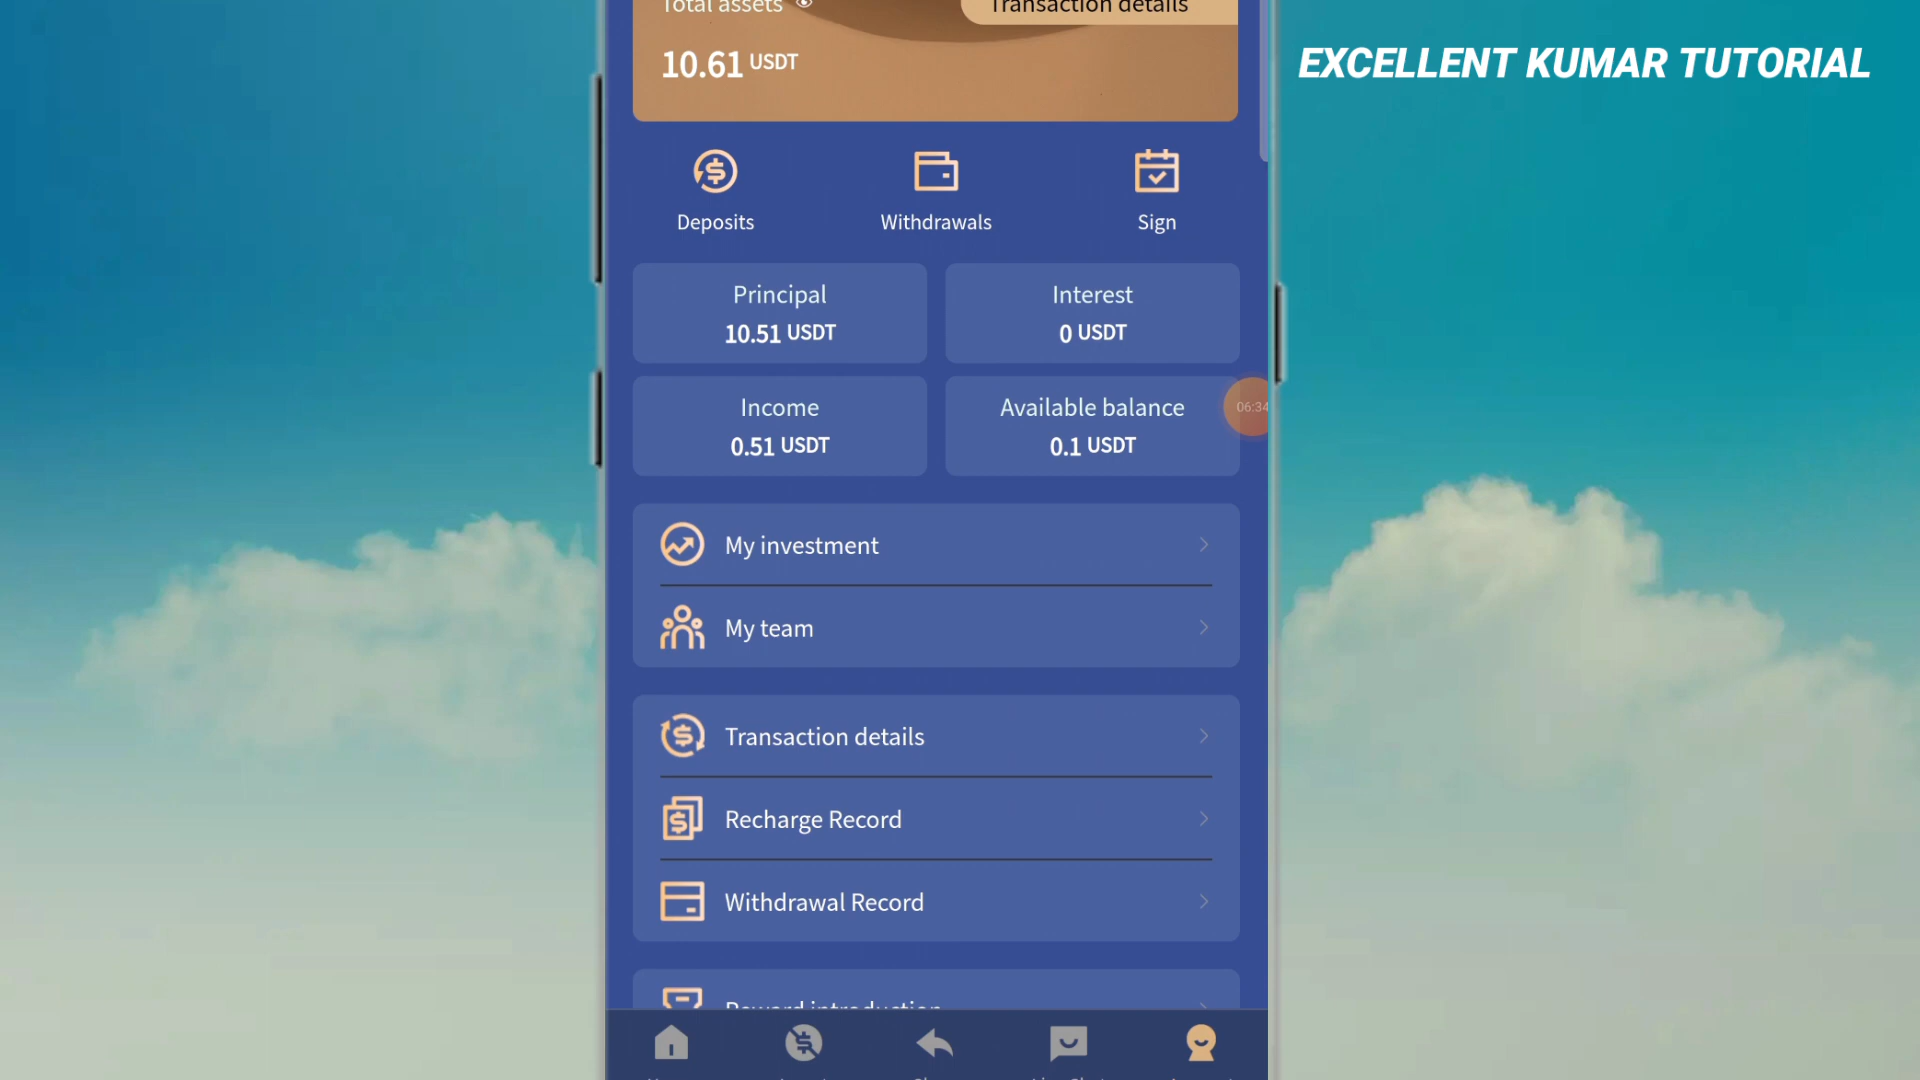 Total assets
Transaction details
EXCELLENT KUMAR TUTORIAL
10.61 USDT
Deposits
Withdrawals
Sign
Principal
Interest
10.51 USDT
0 USDT
Income
Available balance
06:34
0.51 USDT
0.1 USDT
My investment
My team
Transaction details
Recharge Record
Withdrawal Record
Reward introduction